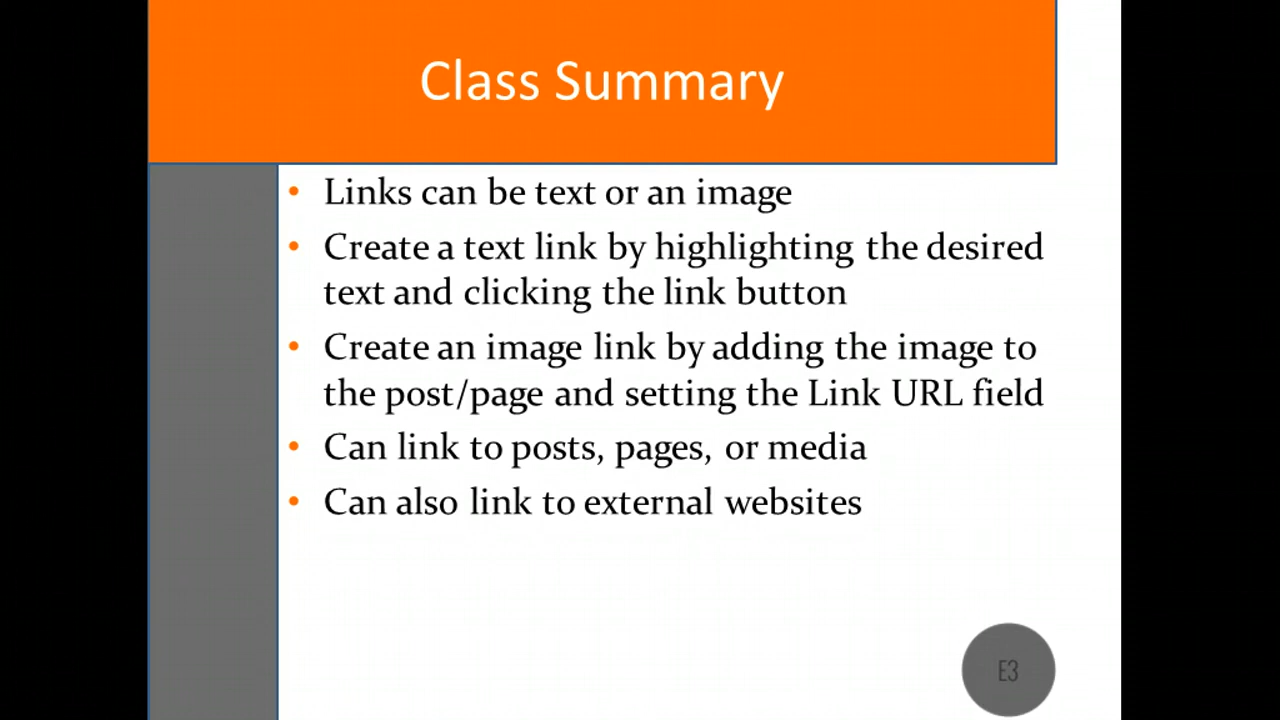 Class Summary
• Links can be text or an image
• Create a text link by highlighting the desired
text and clicking the link button
• Create an image link by adding the image to
the post/page and setting the Link URL field
• Can link to posts, pages, or media
• Can also link to external websites
E3